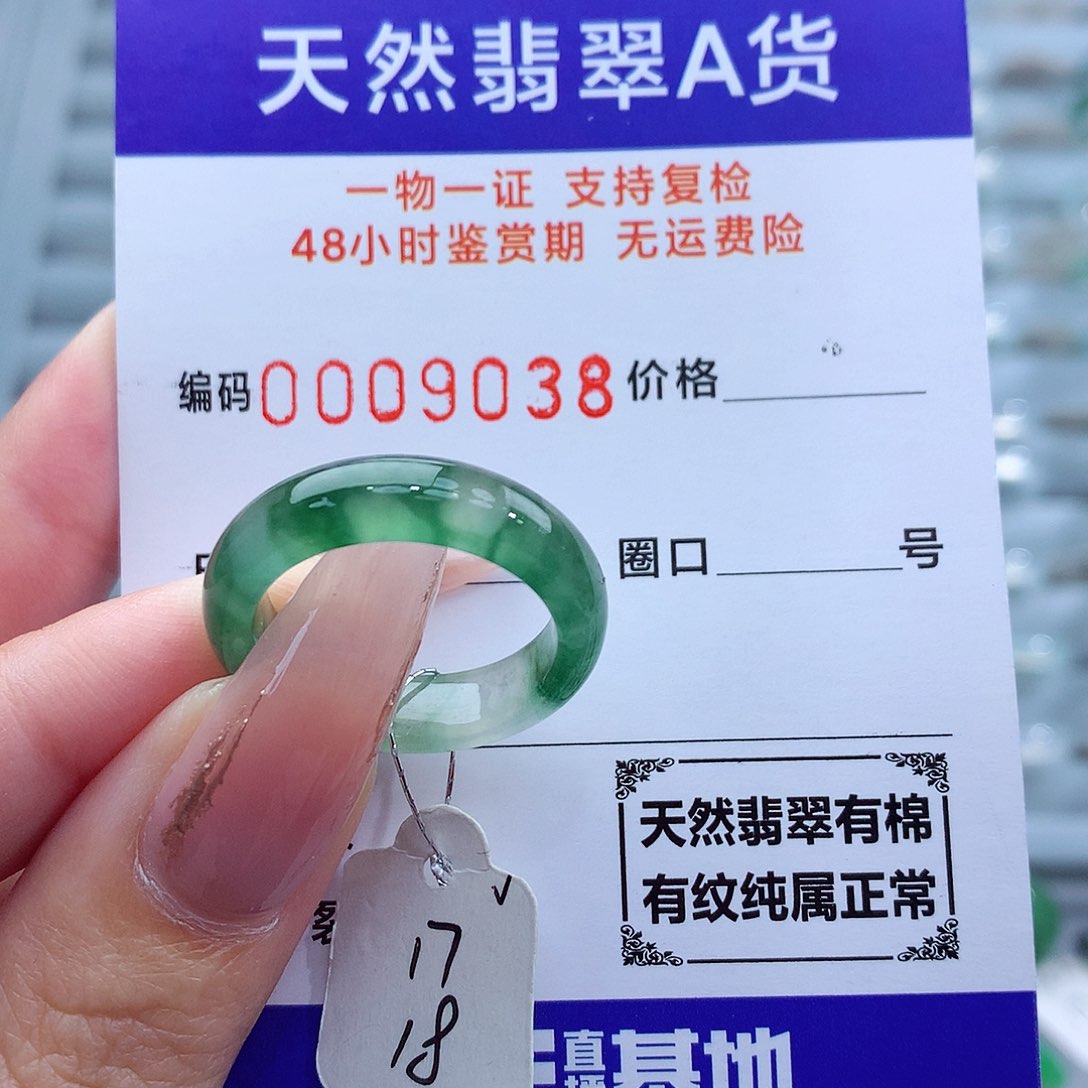 天然翡翠A货
一物一证 支持复检
48小时鉴赏期 无运费险
编码0009038价格
圈口 号
天然翡翠有棉
有纹纯属正常
17
18
直播基地